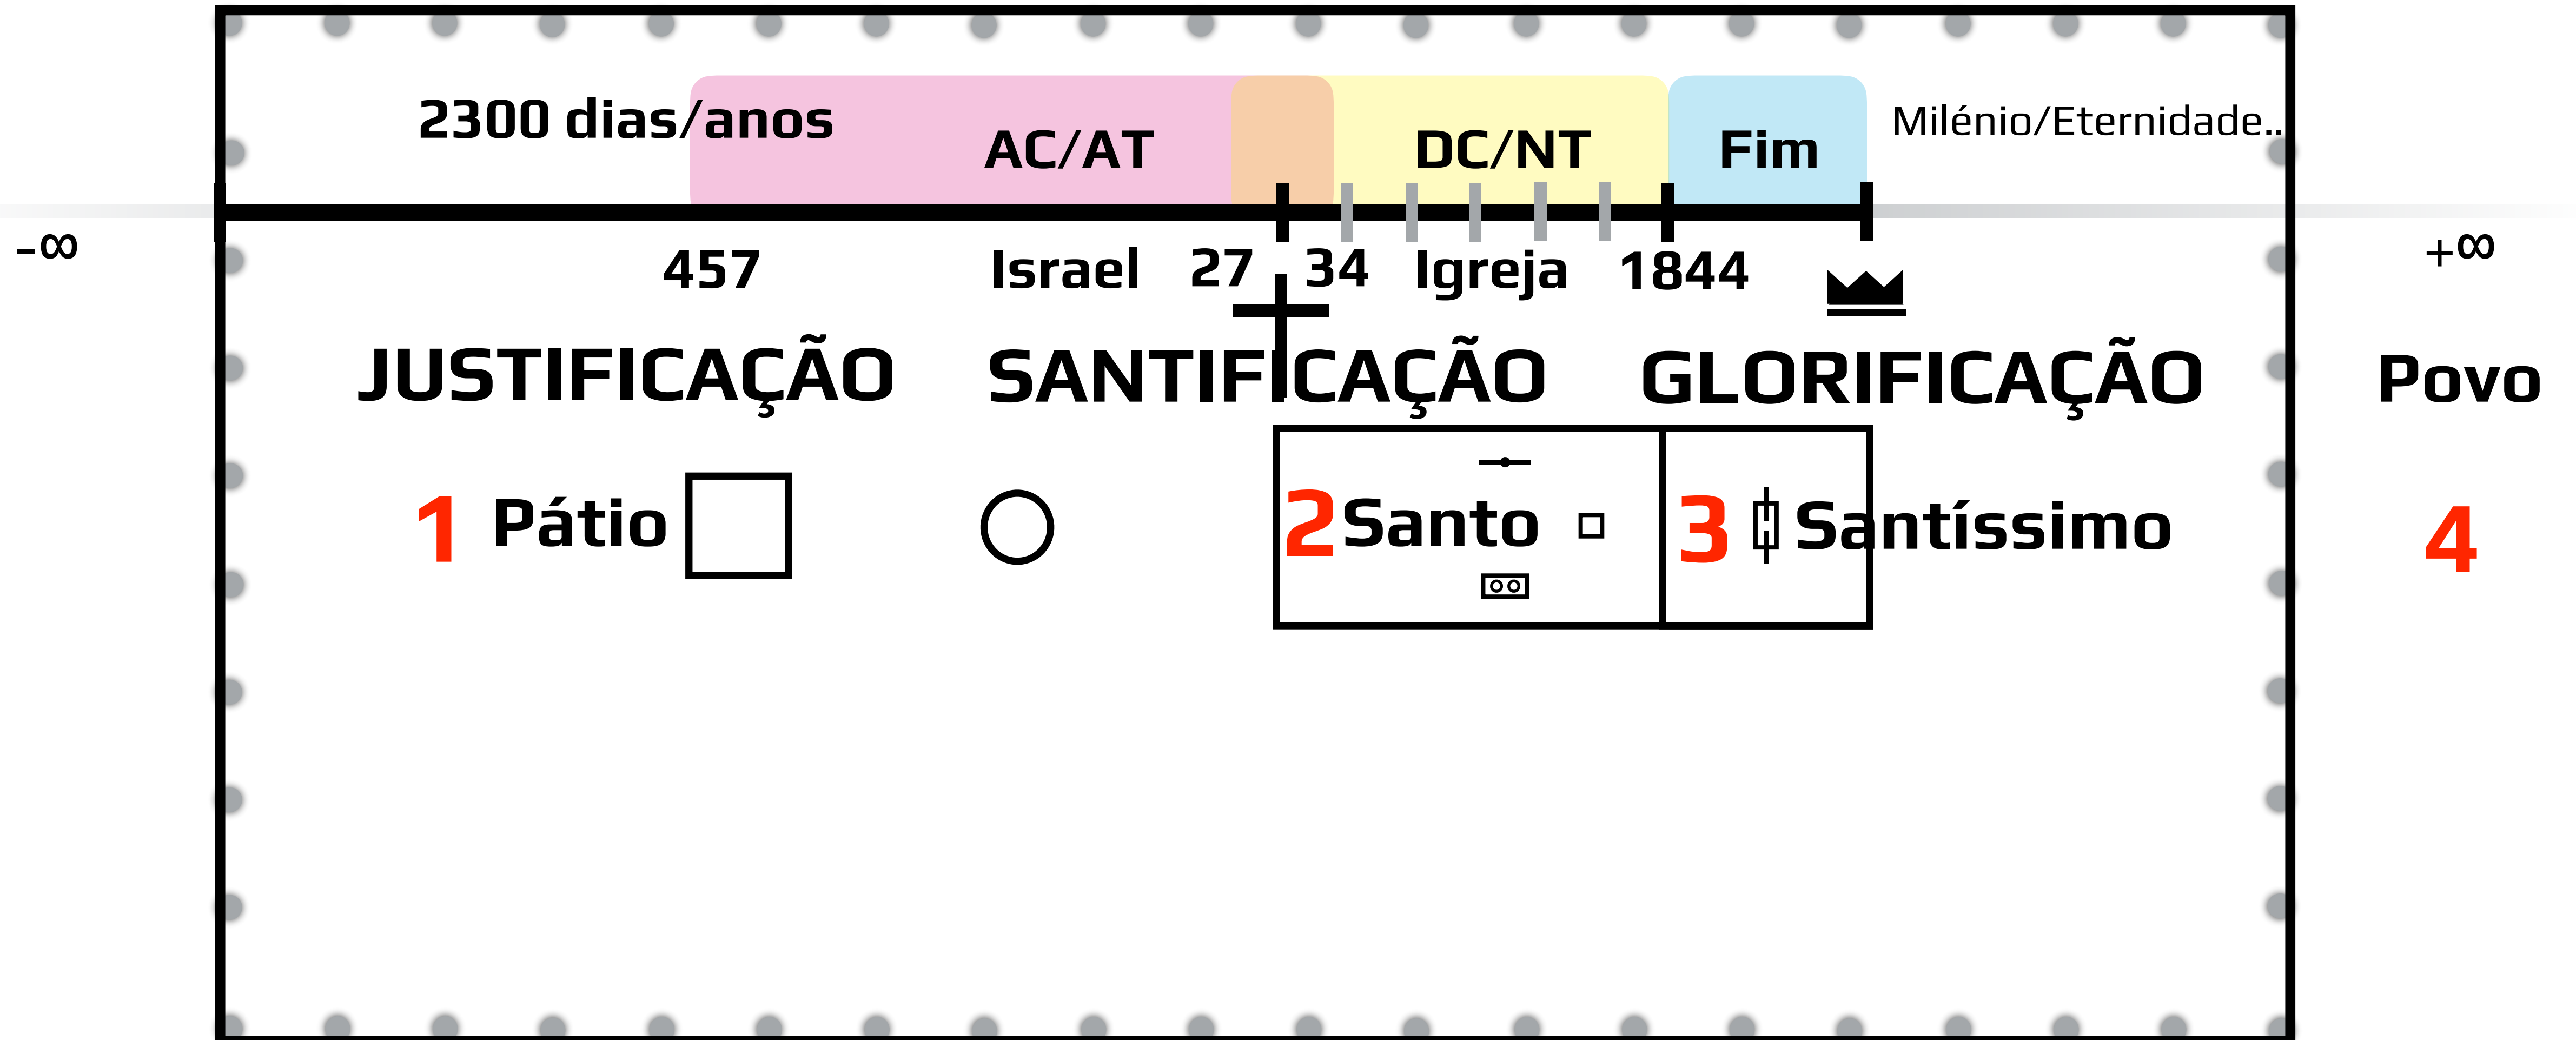 2300 dias/anos
AC/AT
DC/NT
Fim
Milénio/Eternidade..
-∞
457
Israel
27
34
Igreja
1844
+∞
JUSTIFICAÇÃO
SANTIFICAÇÃO
GLORIFICAÇÃO
Povo
1 Pátio
2 Santo
3 Santíssimo
4